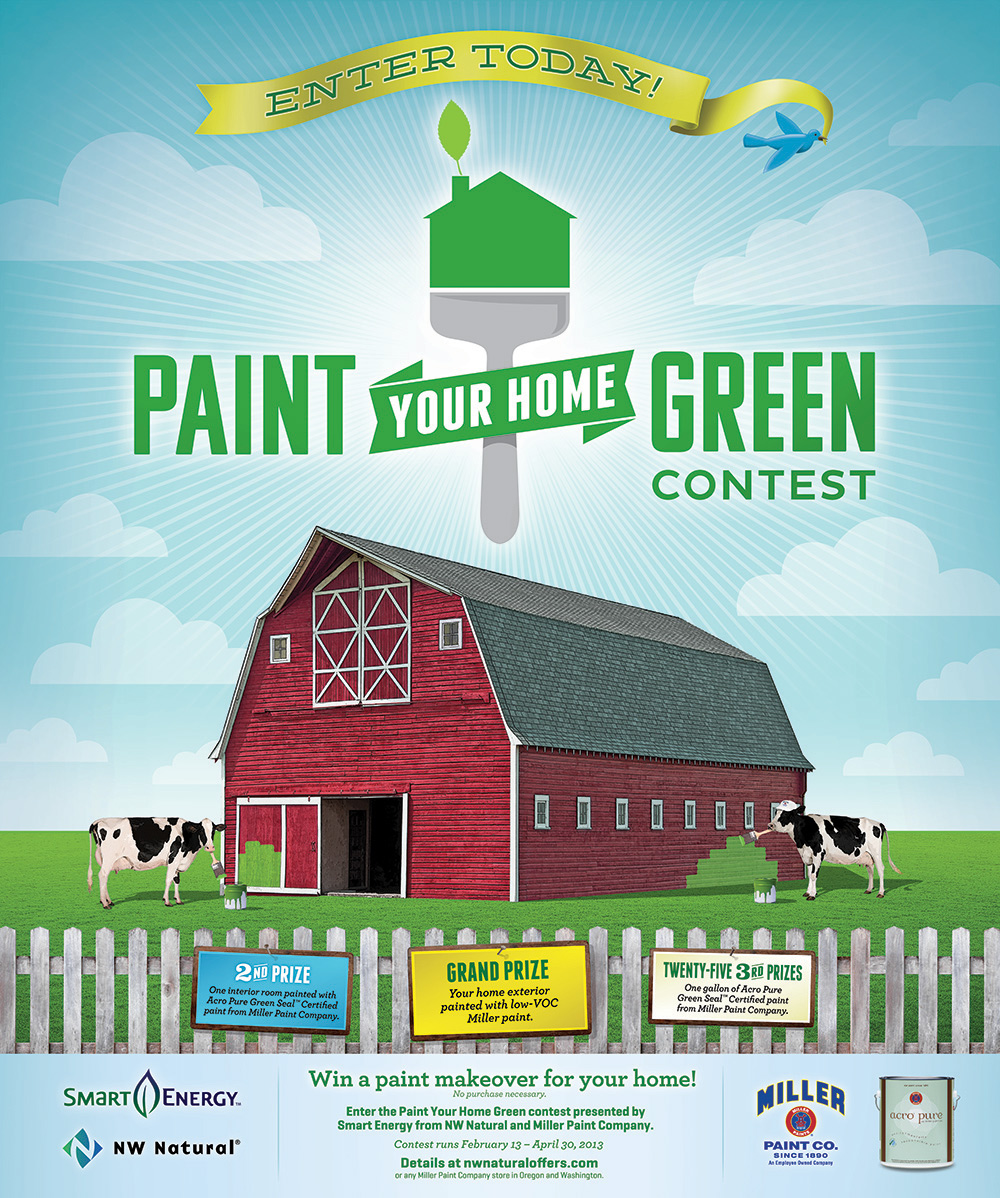 ENTER TODAY!
PAINT YOUR HOME GREEN
CONTEST
2ND PRIZE
One interior room painted with
Acro Pure Green Seal™ Certified
paint from Miller Paint Company.
GRAND PRIZE
Your home exterior
painted with low-VOC
Miller paint.
TWENTY-FIVE 3RD PRIZES
One gallon of Acro Pure
Green Seal™ Certified paint
from Miller Paint Company.
SMART ENERGY™
NW Natural®
Win a paint makeover for your home!
No purchase necessary.
Enter the Paint Your Home Green contest presented by
Smart Energy from NW Natural and Miller Paint Company.
Contest runs February 13 – April 30, 2013
Details at nwnaturaloffers.com
or any Miller Paint Company store in Oregon and Washington.
MILLER
PAINT CO.
SINCE 1890
An Employee Owned Company
acro pure